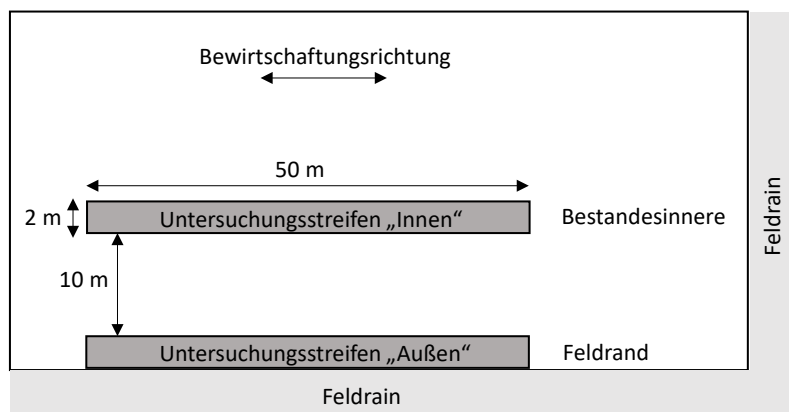 Bewirtschaftungsrichtung
50 m
2 m
Untersuchungsstreifen „Innen“
Bestandesinnere
Feldrain
10 m
Untersuchungsstreifen „Außen“
Feldrand
Feldrain